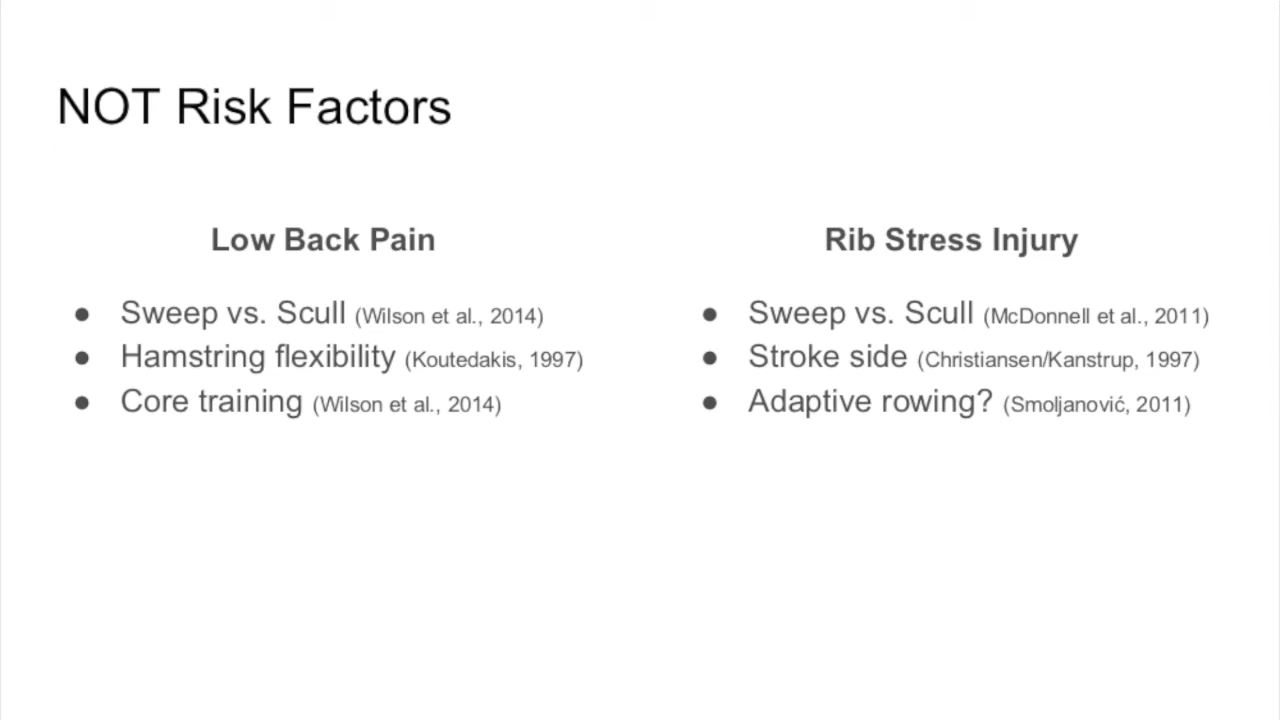 NOT Risk Factors
Low Back Pain
● Sweep vs. Scull (Wilson et al., 2014)
● Hamstring flexibility (Koutedakis, 1997)
● Core training (Wilson et al., 2014)
Rib Stress Injury
● Sweep vs. Scull (McDonnell et al., 2011)
● Stroke side (Christiansen/Kanstrup, 1997)
● Adaptive rowing? (Smoljanović, 2011)